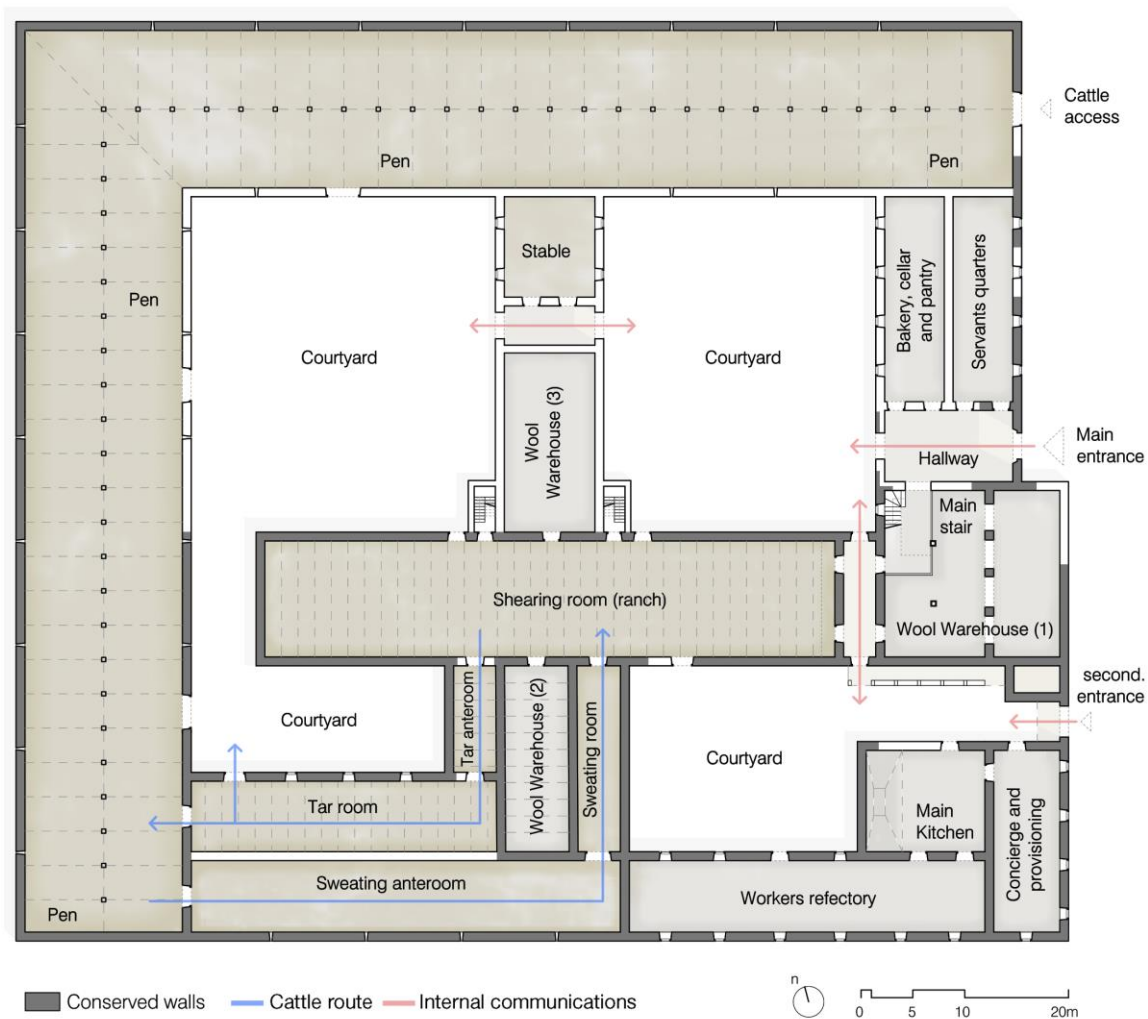 Cattle
access
Pen
Pen
Stable
Bakery, cellar
and pantry
Servants quarters
Pen
Courtyard
Courtyard
Wool
Warehouse (3)
Main
entrance
Hallway
Main
stair
Shearing room (ranch)
Wool Warehouse (1)
second.
entrance
Tar anteroom
Wool Warehouse (2)
Sweating room
Courtyard
Courtyard
Tar room
Main
Kitchen
Concierge and
provisioning
Sweating anteroom
Workers refectory
Pen
Conserved walls
Cattle route
Internal communications
n
0 5 10 20m